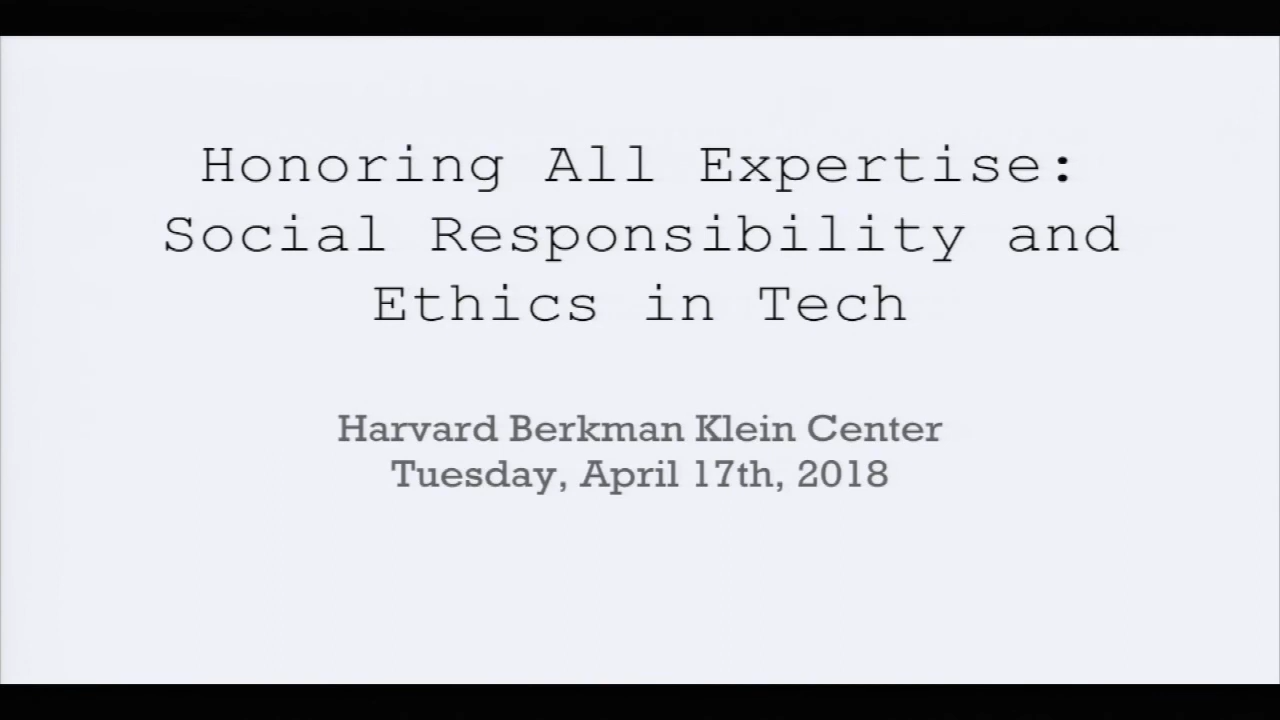 Honoring All Expertise:
Social Responsibility and
Ethics in Tech
Harvard Berkman Klein Center
Tuesday, April 17th, 2018